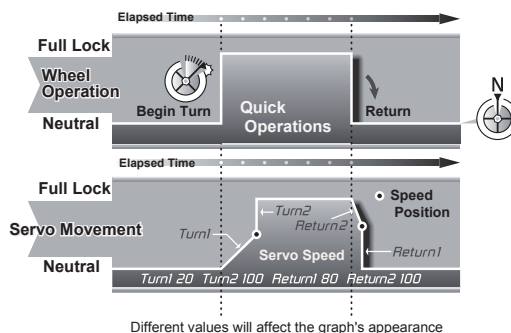 Elapsed Time
Full Lock
Wheel
Operation
Begin Turn
Quick
Operations
Return
N
Neutral
Elapsed Time
Full Lock
Speed
Position
Turn2
Turn1
Return2
Servo Movement
Servo Speed
Return1
Neutral
Turn1 20 Turn2 100 Return1 80 Return2 100
Different values will affect the graph's appearance